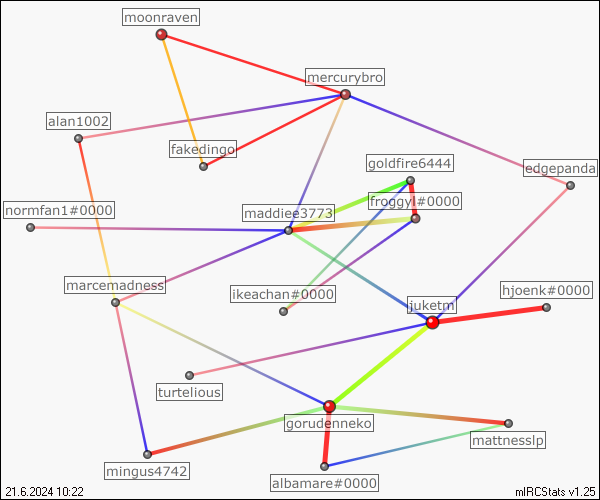 moonraven
mercurybro
alan1002
fakedingo
goldfire6444
edgepanda
froggyl#0000
normfan1#0000
maddiee3773
marcemadness
ikeachan#0000
hjoenk#0000
juketm
turtelious
gorudenneko
mattnesslp
mingus4742
albamare#0000
21.6.2024 10:22
mIRCStats v1.25